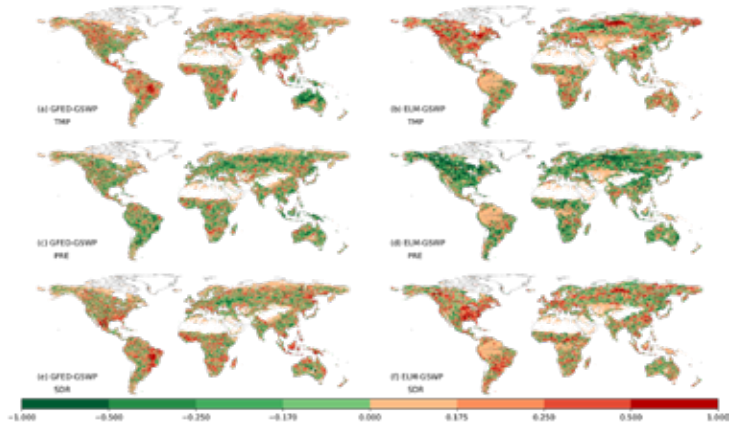 (a) GFED-GSWP
TMP
(b) ELM-GSWP
TMP
(c) GFED-GSWP
PRE
(d) ELM-GSWP
PRE
(e) GFED-GSWP
SDR
(f) ELM-GSWP
SDR
−1.000 −0.500 −0.250 −0.170 0.000 0.175 0.250 0.500 1.000